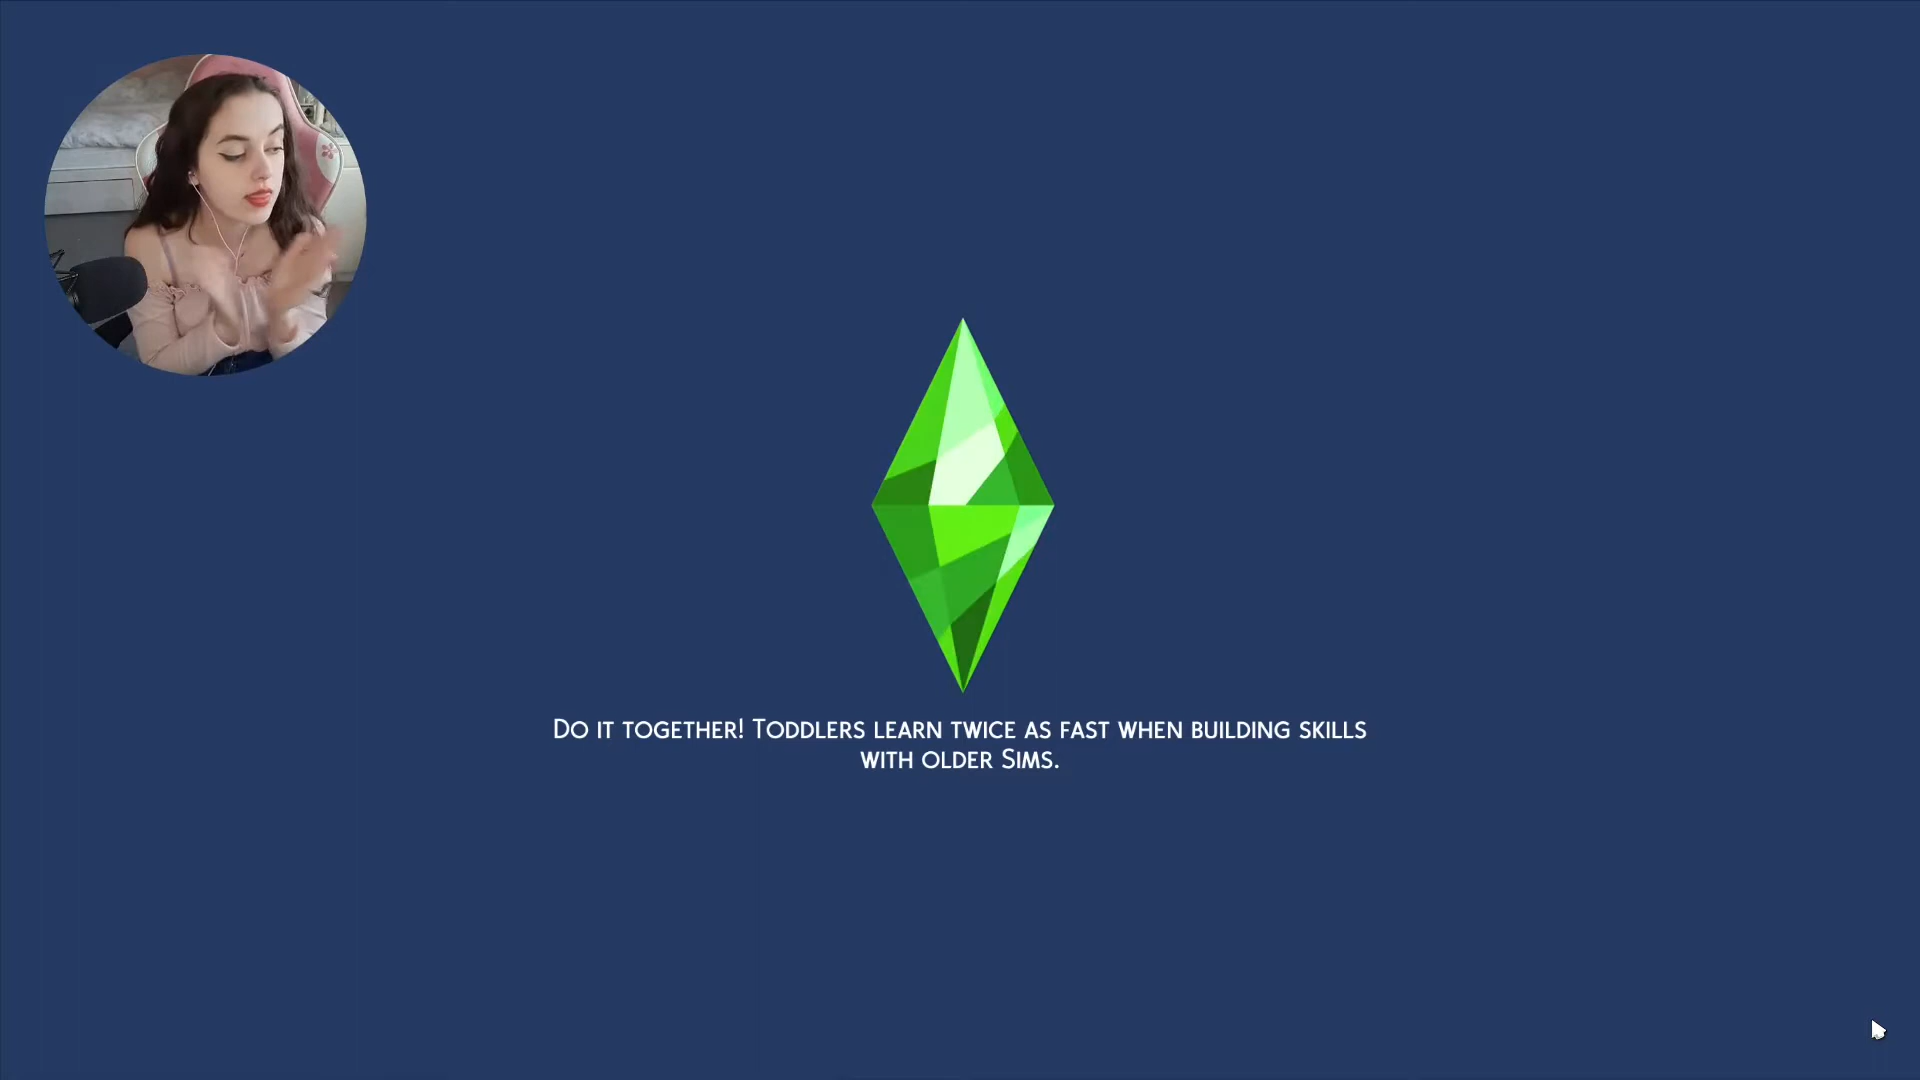 Do it together! Toddlers learn twice as fast when building skills
with older Sims.